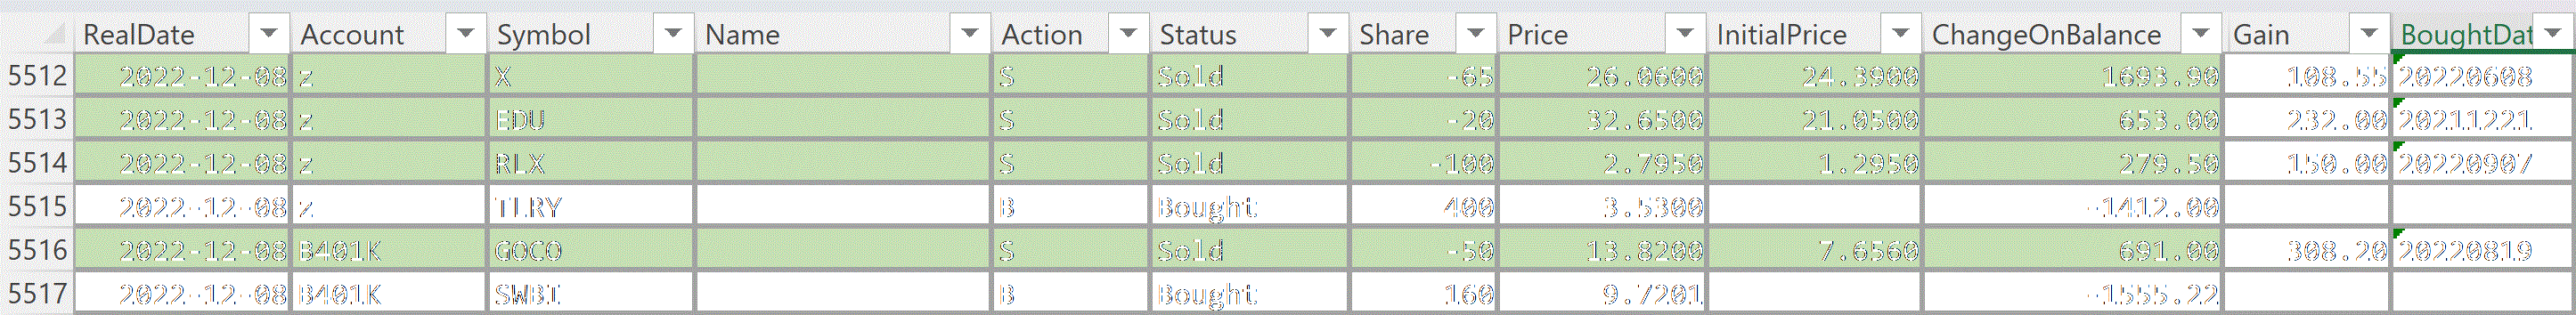 RealDate Account Symbol Name Action Status Share Price InitialPrice ChangeOnBalance Gain BoughtDat
5512 2022-12-08 z X S Sold -65 26.0600 24.3900 1693.90 108.55 20220608
5513 2022-12-08 z EDU S Sold -20 32.6500 21.0500 653.00 232.00 20211221
5514 2022-12-08 z RLX S Sold -100 2.7950 1.2950 279.50 150.00 20220907
5515 2022-12-08 z TLRY B Bought 400 3.5300 -1412.00
5516 2022-12-08 B401K GOCO S Sold -50 13.8200 7.6560 691.00 308.20 20220819
5517 2022-12-08 B401K SWBI B Bought 160 9.7201 -1555.22